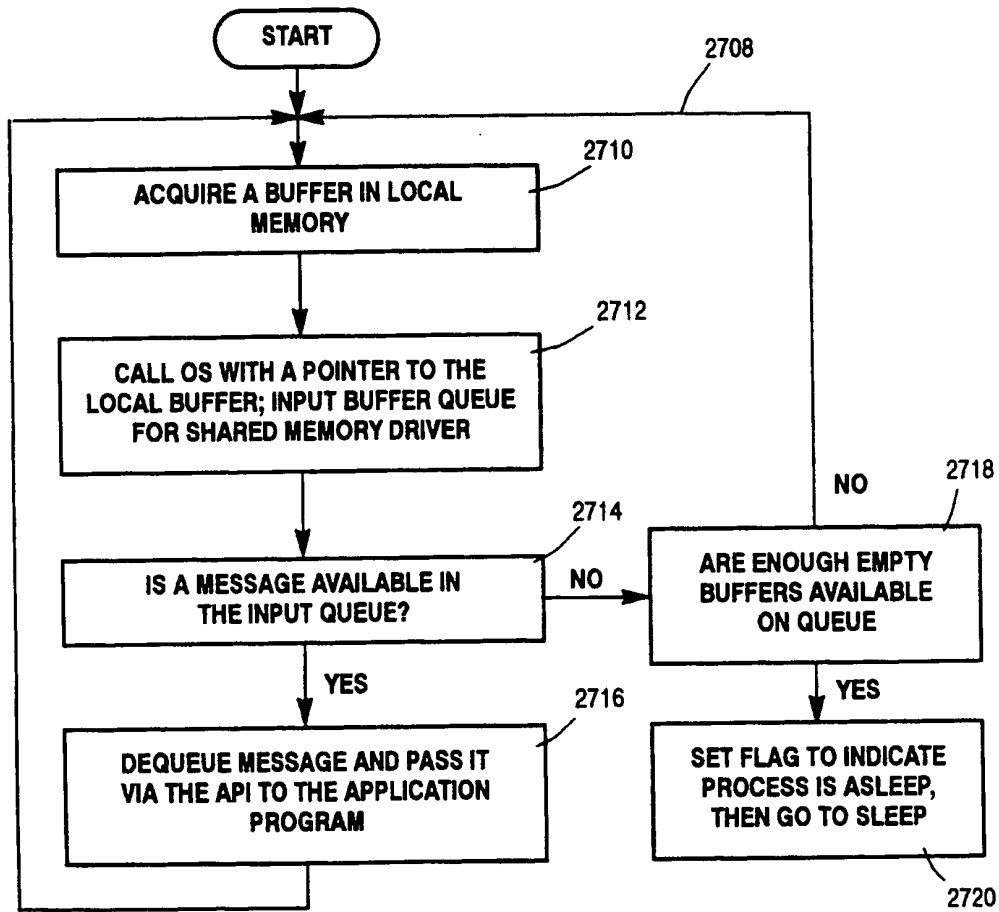 START
2708
2710
ACQUIRE A BUFFER IN LOCAL
MEMORY
2712
CALL OS WITH A POINTER TO THE
LOCAL BUFFER; INPUT BUFFER QUEUE
FOR SHARED MEMORY DRIVER
2714
IS A MESSAGE AVAILABLE IN
THE INPUT QUEUE?
NO
YES
2716
DEQUEUE MESSAGE AND PASS IT
VIA THE API TO THE APPLICATION
PROGRAM
NO
2718
ARE ENOUGH EMPTY
BUFFERS AVAILABLE
ON QUEUE
YES
SET FLAG TO INDICATE
PROCESS IS ASLEEP,
THEN GO TO SLEEP
2720